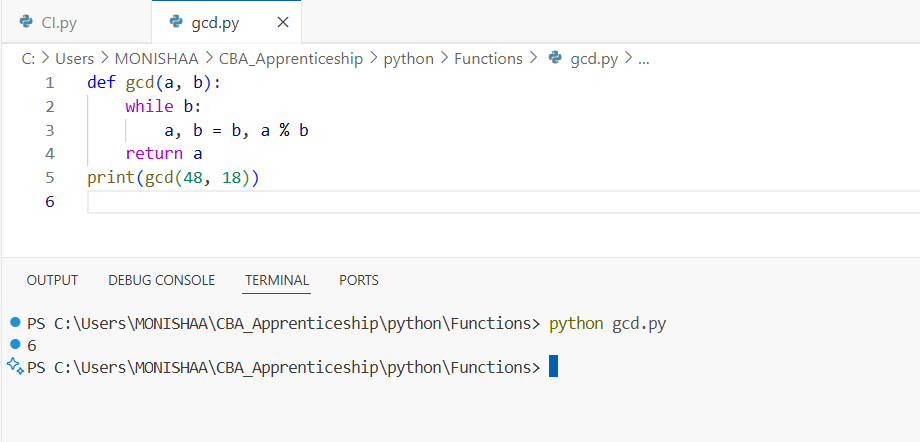 CI.py gcd.py ×
C: > Users > MONISHAA > CBA_Apprenticeship > python > Functions > gcd.py > ...
1 def gcd(a, b):
2     while b:
3         a, b = b, a % b
4     return a
5 print(gcd(48, 18))
6
OUTPUT DEBUG CONSOLE TERMINAL PORTS
PS C:\Users\MONISHAA\CBA_Apprenticeship\python\Functions> python gcd.py
6
PS C:\Users\MONISHAA\CBA_Apprenticeship\python\Functions>